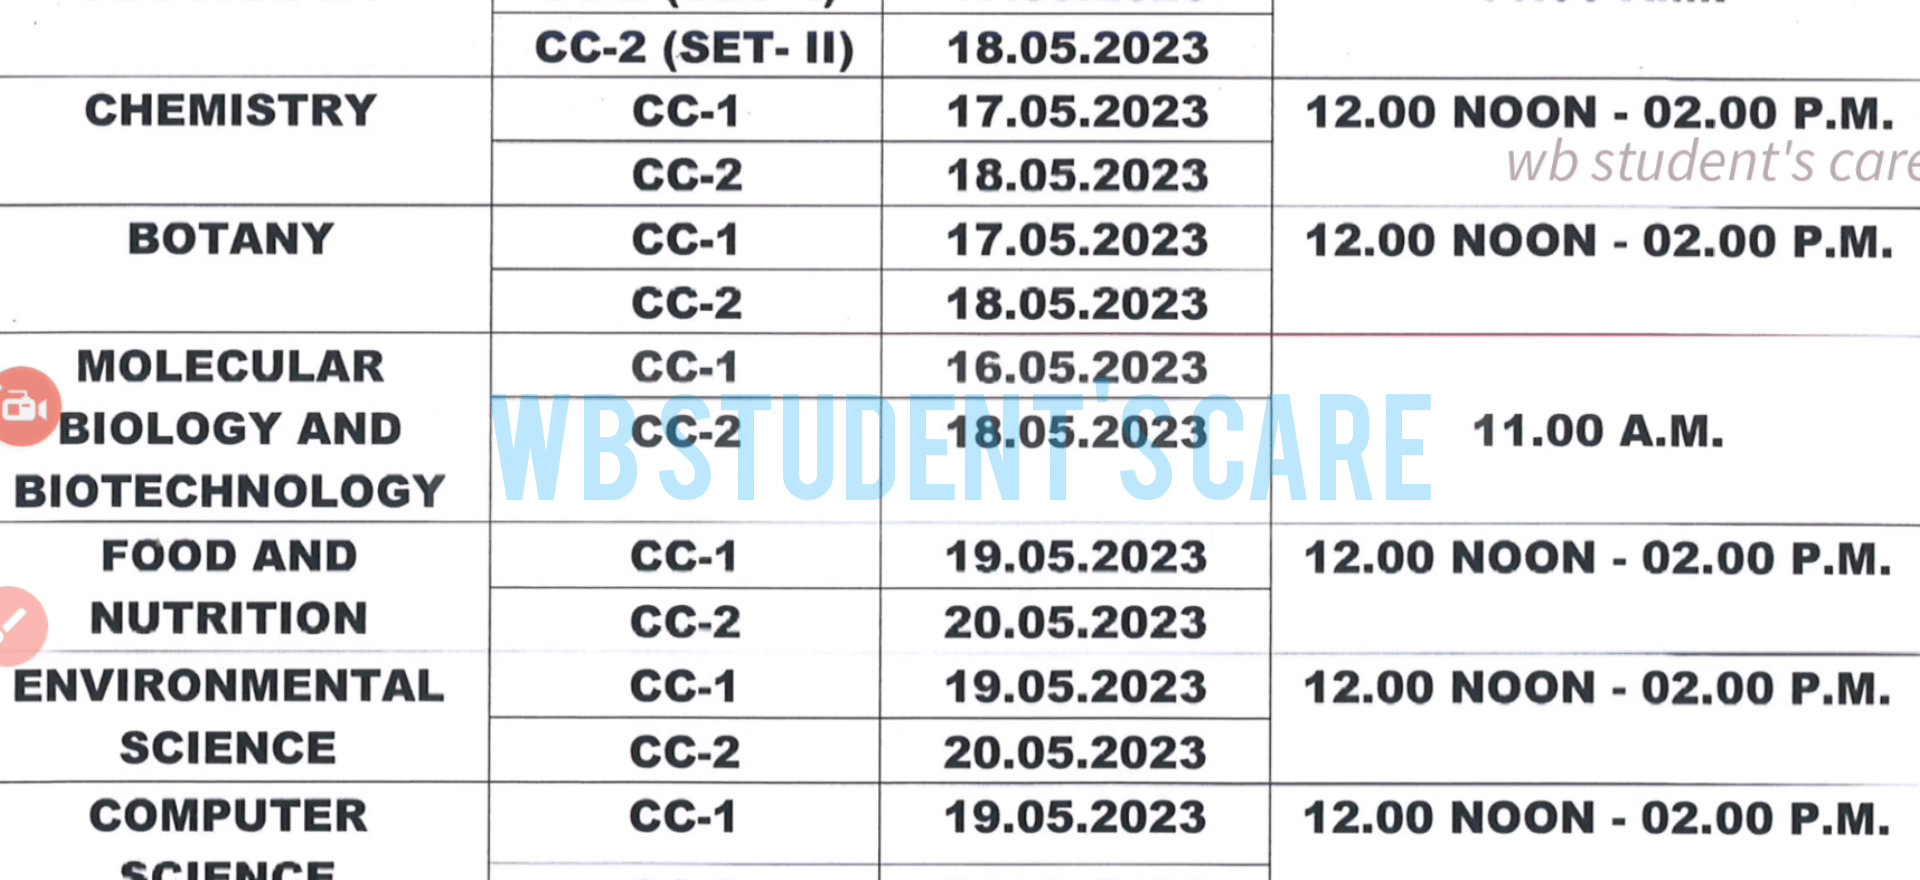 CC-2 (SET- II) 18.05.2023
CHEMISTRY CC-1 17.05.2023 12.00 NOON - 02.00 P.M.
wb student's care
CC-2 18.05.2023
BOTANY CC-1 17.05.2023 12.00 NOON - 02.00 P.M.
CC-2 18.05.2023
MOLECULAR CC-1 16.05.2023
BIOLOGY AND CC-2 18.05.2023 11.00 A.M.
WB STUDENT'S CARE
BIOTECHNOLOGY
FOOD AND CC-1 19.05.2023 12.00 NOON - 02.00 P.M.
NUTRITION CC-2 20.05.2023
ENVIRONMENTAL CC-1 19.05.2023 12.00 NOON - 02.00 P.M.
SCIENCE CC-2 20.05.2023
COMPUTER CC-1 19.05.2023 12.00 NOON - 02.00 P.M.
SCIENCE